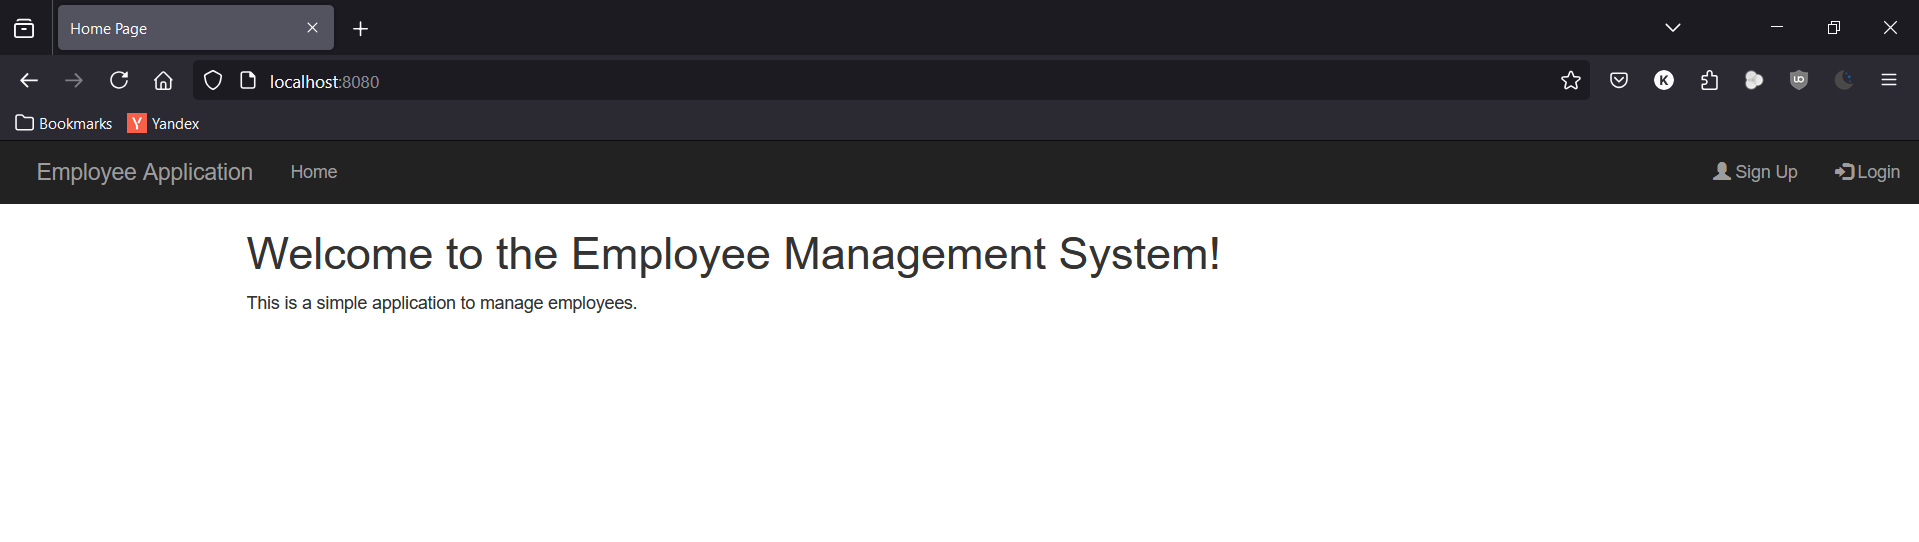 Home Page
localhost:8080
Bookmarks Yandex
Employee Application Home Sign Up Login
Welcome to the Employee Management System!
This is a simple application to manage employees.